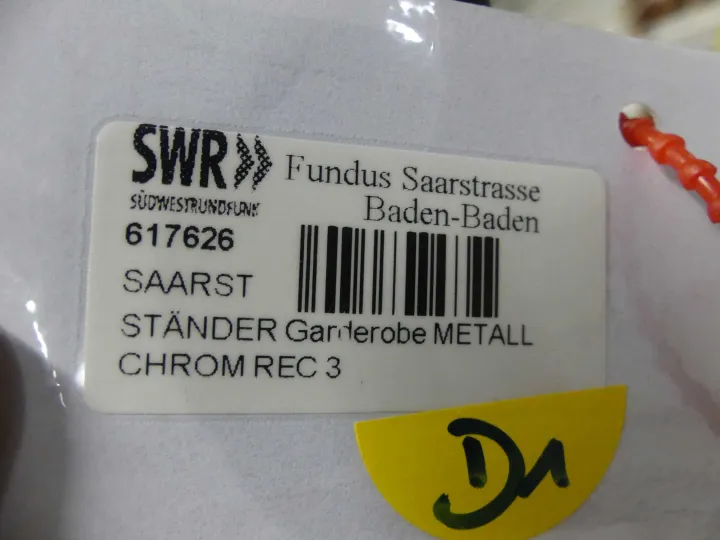 SWR»
SÜDWESTRUNDFUNK
Fundus Saarstrasse
Baden-Baden
617626
SAARST
STÄNDER Garderobe METALL
CHROM REC 3
D1